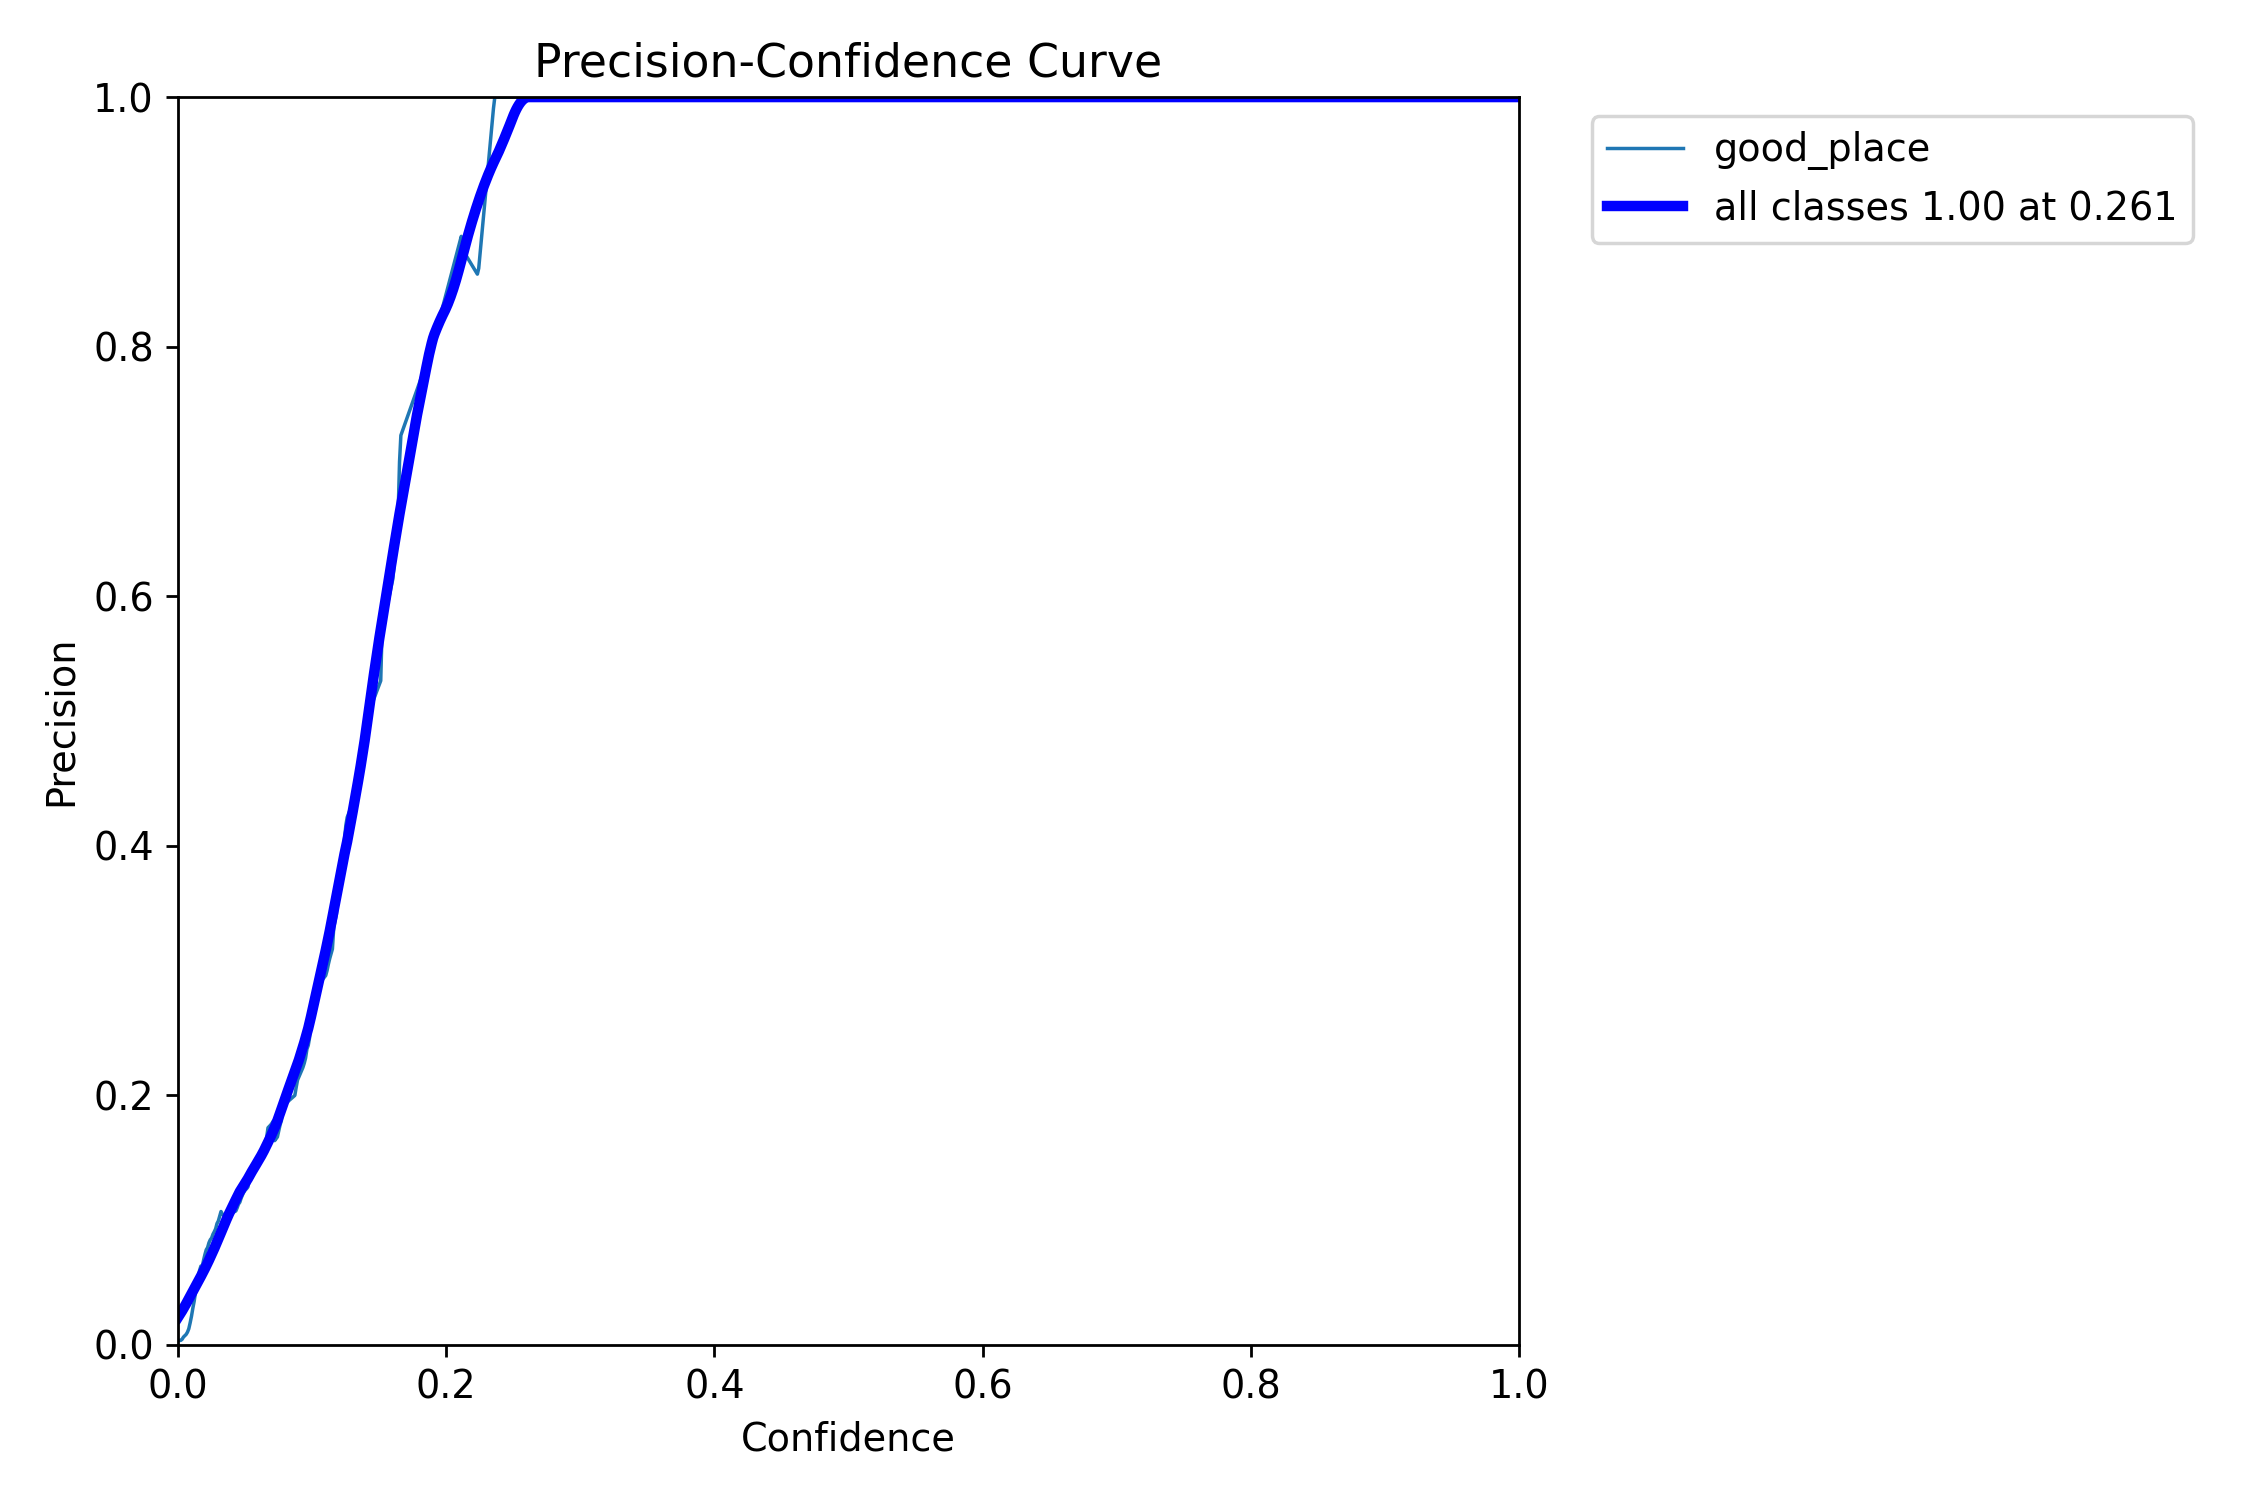 Precision-Confidence Curve
1.0
0.8
0.6
0.4
0.2
0.0
Precision
0.0 0.2 0.4 0.6 0.8 1.0
Confidence
good_place
all classes 1.00 at 0.261